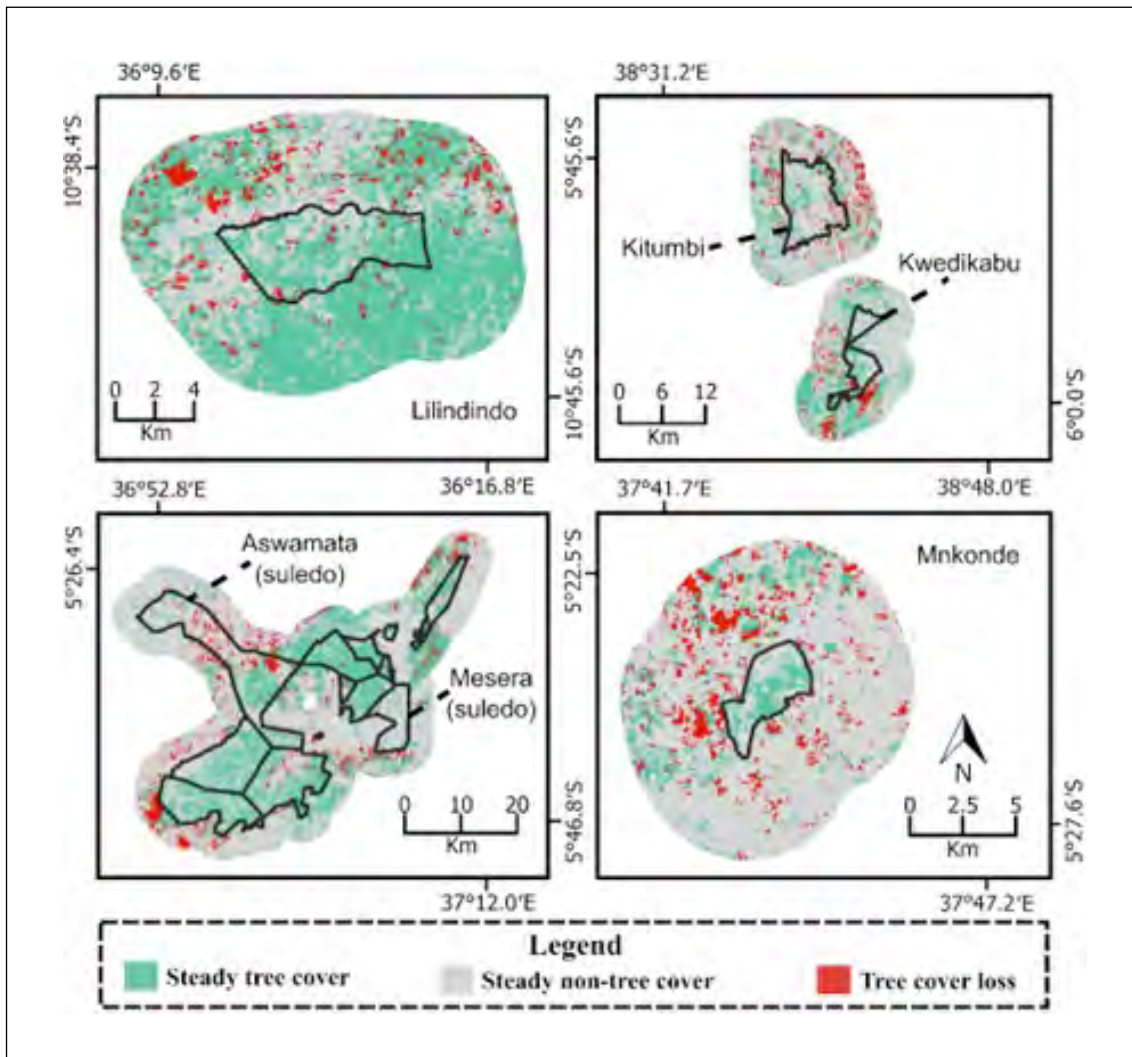 36°9.6'E
38°31.2'E
10°38.4'S
5°45.6'S
Kitumbi
Kwedikabu
0 2 4
Km
Lilindindo
10°45.6'S
0 6 12
Km
6°0.0'S
36°16.8'E
38°48.0'E
36°52.8'E
37°41.7'E
5°26.4'S
Aswamata
(suledo)
Mesera
(suledo)
0 10 20
Km
5°46.8'S
5°22.5'S
Mnkonde
N
0 2.5 5
Km
5°27.6'S
37°12.0'E
37°47.2'E
Legend
Steady tree cover Steady non-tree cover Tree cover loss